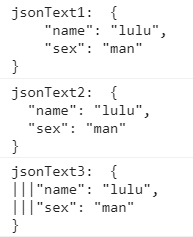 jsonText1:  {
    "name": "lulu",
    "sex": "man"
}
jsonText2:  {
  "name": "lulu",
  "sex": "man"
}
jsonText3:  {
|||"name": "lulu",
|||"sex": "man"
}